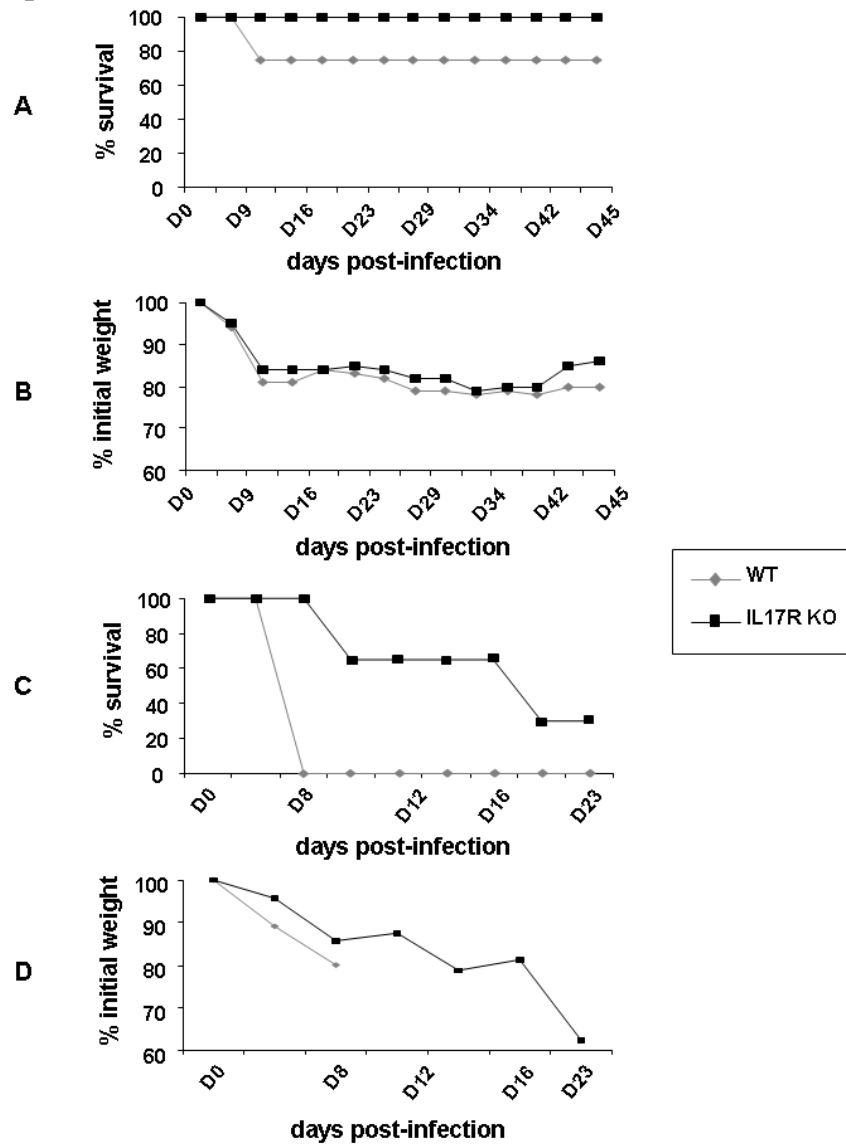 A
% survival
100
80
60
40
20
0
D0 D9 D16 D23 D29 D34 D42 D45
days post-infection
B
% initial weight
100
90
80
70
60
D0 D9 D16 D23 D29 D34 D42 D45
days post-infection
WT
IL17R KO
C
% survival
100
80
60
40
20
0
D0 D8 D12 D16 D23
days post-infection
D
% initial weight
100
90
80
70
60
D0 D8 D12 D16 D23
days post-infection